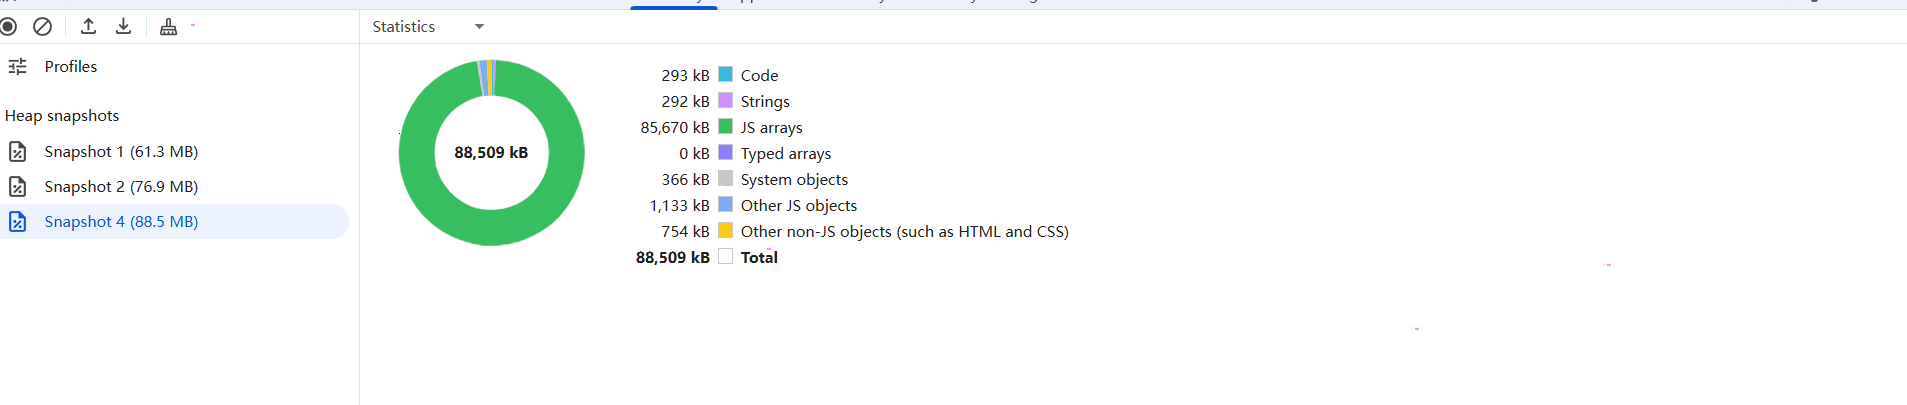 Statistics
Profiles
Heap snapshots
Snapshot 1 (61.3 MB)
Snapshot 2 (76.9 MB)
Snapshot 4 (88.5 MB)
88,509 kB
293 kB Code
292 kB Strings
85,670 kB JS arrays
0 kB Typed arrays
366 kB System objects
1,133 kB Other JS objects
754 kB Other non-JS objects (such as HTML and CSS)
88,509 kB Total